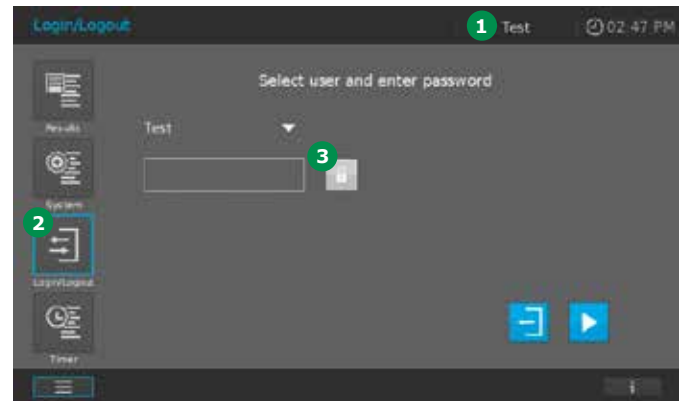 Login/Logout
1 Test
02:47 PM
Select user and enter password
Results
Test
3
System
2
Login/Logout
Timer
i